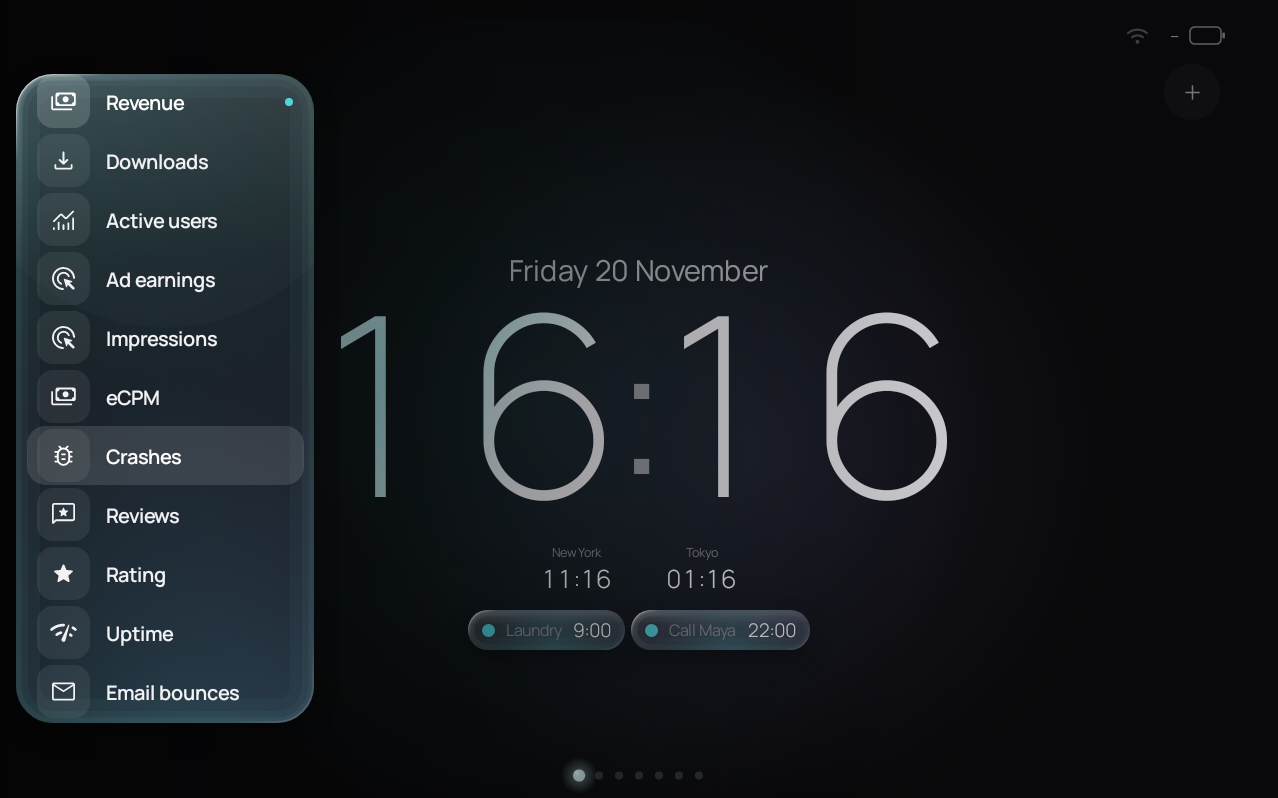 Revenue
Downloads
Active users
Ad earnings
Impressions
eCPM
Crashes
Reviews
Rating
Uptime
Email bounces
–
+
Friday 20 November
16:16
New York
11:16
Tokyo
01:16
Laundry 9:00
Call Maya 22:00